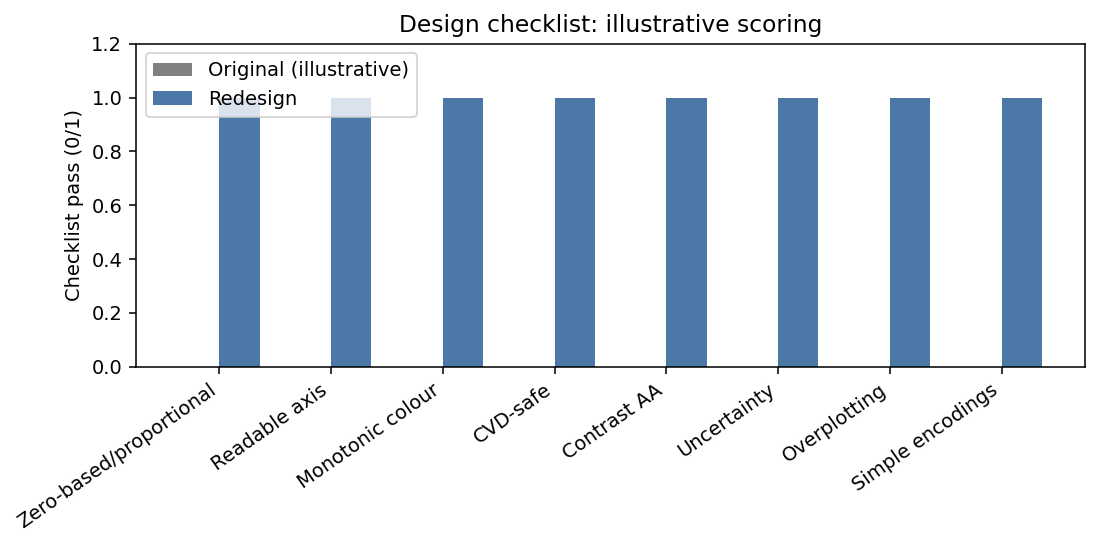 Design checklist: illustrative scoring
Original (illustrative)
Redesign
Checklist pass (0/1)
1.2
1.0
0.8
0.6
0.4
0.2
0.0
Zero-based/proportional
Readable axis
Monotonic colour
CVD-safe
Contrast AA
Uncertainty
Overplotting
Simple encodings